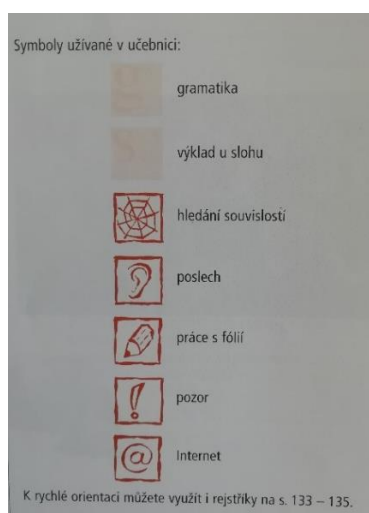 Symboly užívané v učebnici:
gramatika
výklad u slohu
hledání souvislostí
poslech
práce s fólií
!
pozor
@
Internet
K rychlé orientaci můžete využít i rejstříky na s. 133 – 135.